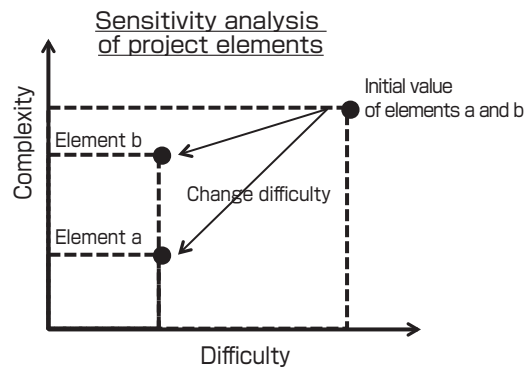 Sensitivity analysis
of project elements
Initial value
of elements a and b
Element b
Change difficulty
Element a
Complexity
Difficulty